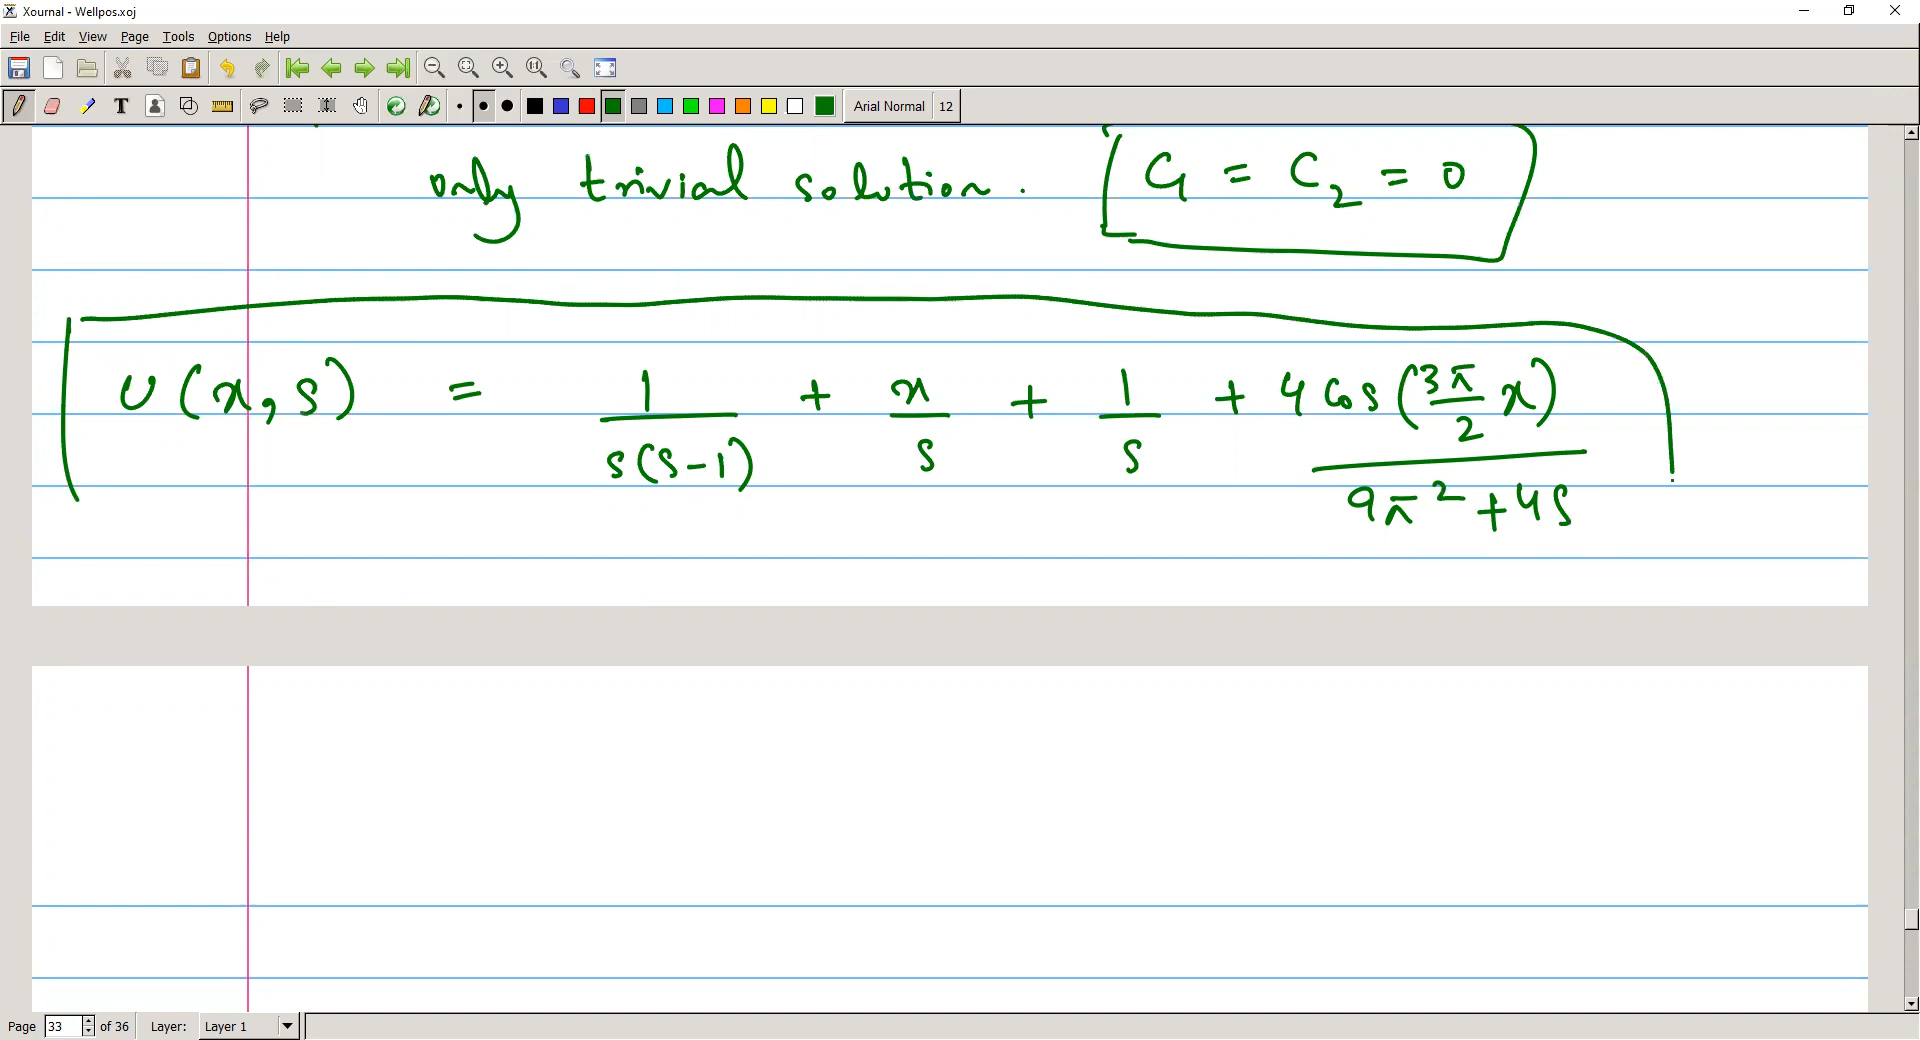 Xournal - Wellpos.xoj
File Edit View Page Tools Options Help
Arial Normal 12
only trivial solution. C1 = C2 = 0
U(x, s) = 1/(s(s-1)) + x/s + 1/s + 4 cos(3π/2 x)/(9π² + 4s)
Page 33 of 36 Layer: Layer 1